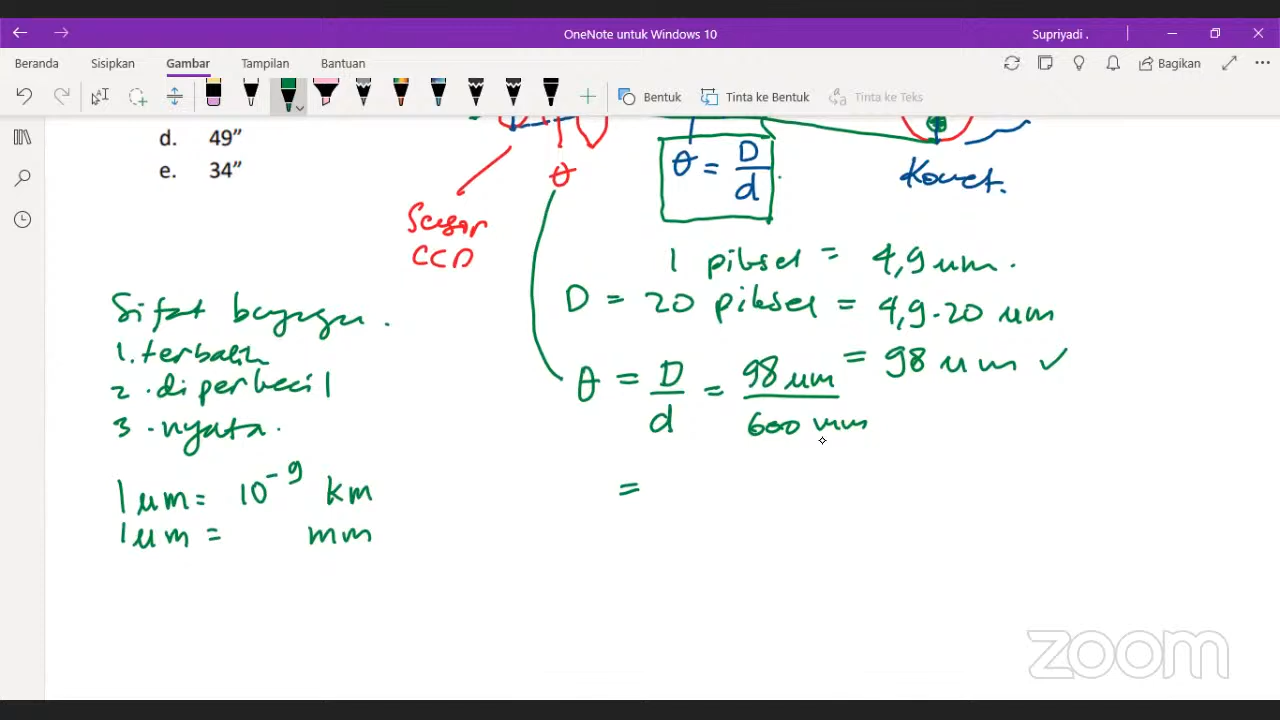 OneNote untuk Windows 10
Supriyadi .
Beranda Sisipkan Gambar Tampilan Bantuan
Bagikan
Bentuk Tinta ke Bentuk Tinta ke Teks
d. 49”
e. 34”
θ = D/d .
θ
Komet.
Sensor
CCD
1 piksel = 4,9 um.
D = 20 piksel = 4,9 . 20 um
= 98 um ✓
θ = D/d = 98 um / 600 mm
=
Sifat bayangan .
1. terbalik
2 . diperkecil
3 . nyata .
1 um = 10⁻⁹ km
1 um = mm
zoom